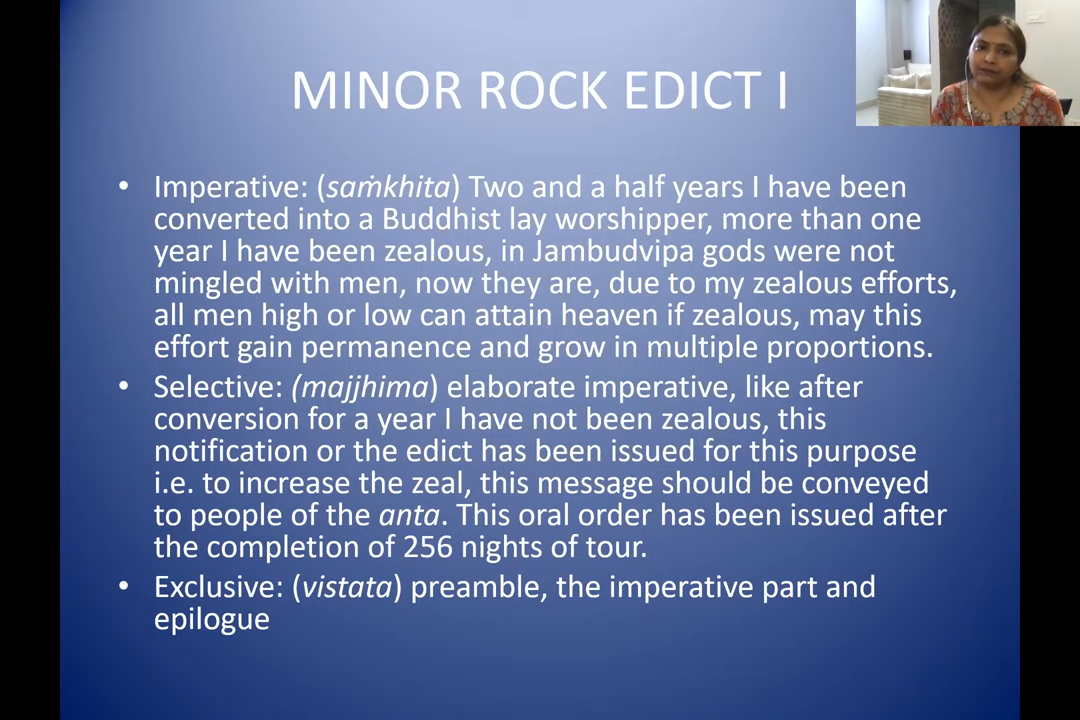 MINOR ROCK EDICT I
• Imperative: (saṁkhita) Two and a half years I have been
converted into a Buddhist lay worshipper, more than one
year I have been zealous, in Jambudvipa gods were not
mingled with men, now they are, due to my zealous efforts,
all men high or low can attain heaven if zealous, may this
effort gain permanence and grow in multiple proportions.
• Selective: (majjhima) elaborate imperative, like after
conversion for a year I have not been zealous, this
notification or the edict has been issued for this purpose
i.e. to increase the zeal, this message should be conveyed
to people of the anta. This oral order has been issued after
the completion of 256 nights of tour.
• Exclusive: (vistata) preamble, the imperative part and
epilogue